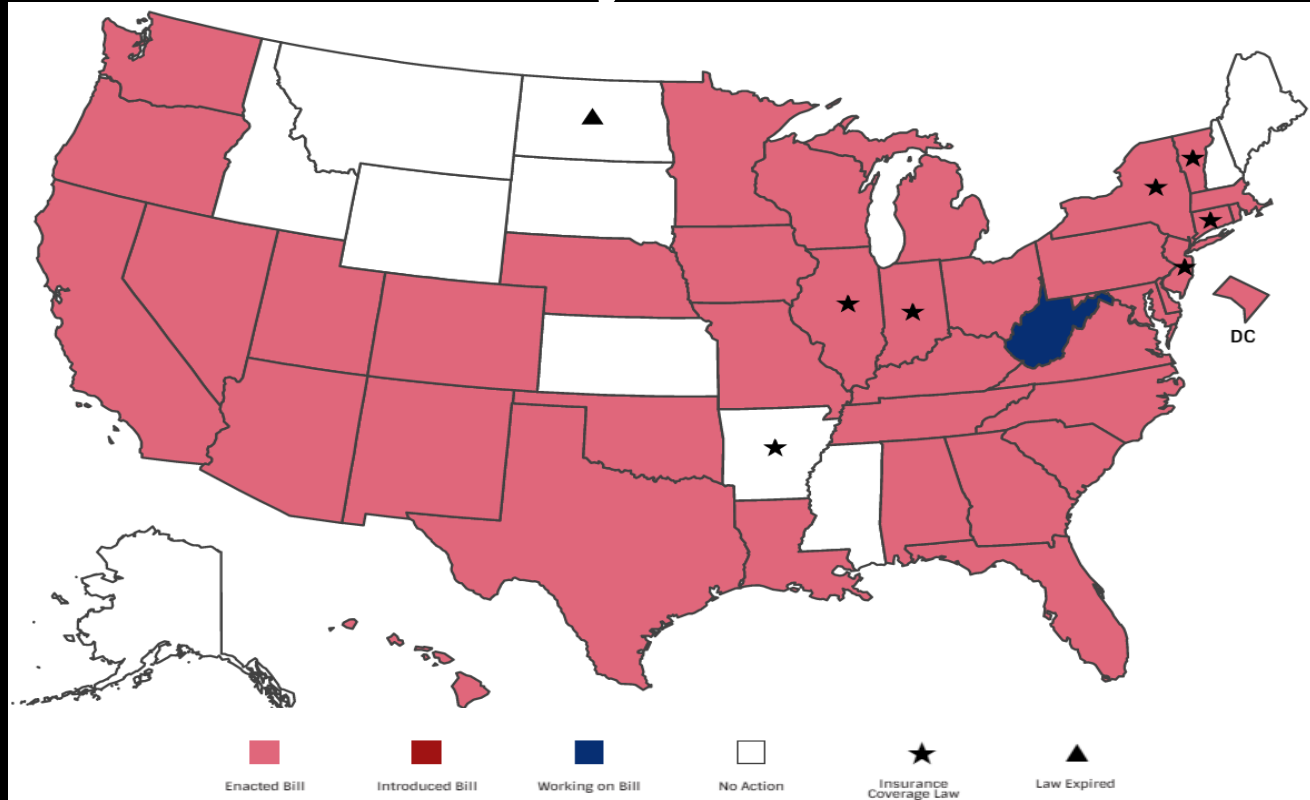 DC
Enacted Bill
Introduced Bill
Working on Bill
No Action
Insurance
Coverage Law
Law Expired